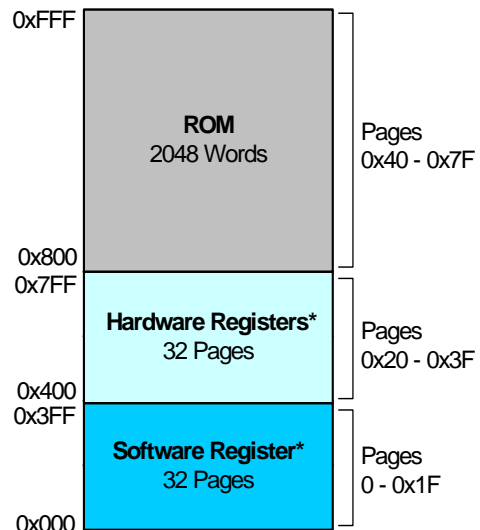 0xFFF
ROM
2048 Words
Pages
0x40 - 0x7F
0x800
0x7FF
Hardware Registers*
32 Pages
Pages
0x20 - 0x3F
0x400
0x3FF
Software Register*
32 Pages
Pages
0 - 0x1F
0x000